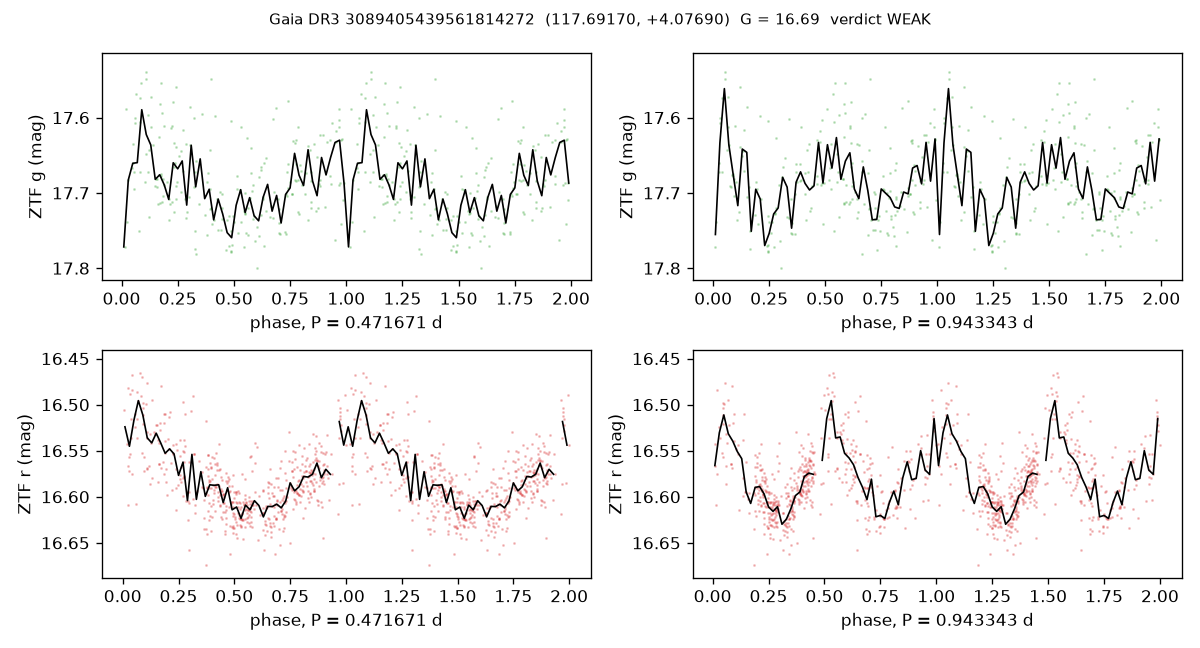 Gaia DR3 3089405439561814272 (117.69170, +4.07690) G = 16.69 verdict WEAK
ZTF g (mag)
17.6
17.7
17.8
0.00 0.25 0.50 0.75 1.00 1.25 1.50 1.75 2.00
phase, P = 0.471671 d
ZTF g (mag)
17.6
17.7
17.8
0.00 0.25 0.50 0.75 1.00 1.25 1.50 1.75 2.00
phase, P = 0.943343 d
ZTF r (mag)
16.45
16.50
16.55
16.60
16.65
0.00 0.25 0.50 0.75 1.00 1.25 1.50 1.75 2.00
phase, P = 0.471671 d
ZTF r (mag)
16.45
16.50
16.55
16.60
16.65
0.00 0.25 0.50 0.75 1.00 1.25 1.50 1.75 2.00
phase, P = 0.943343 d